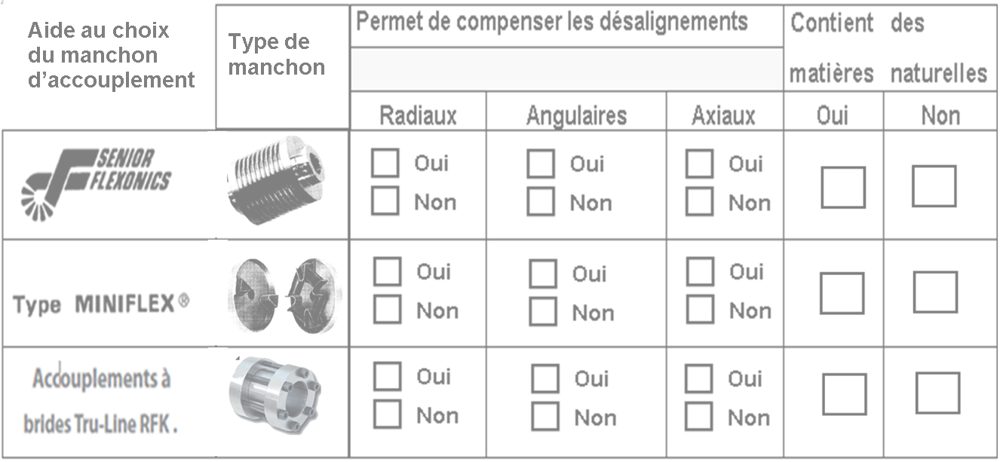 Aide au choix
du manchon
d'accouplement
Type de
manchon
Permet de compenser les désalignements
Contient des
matières naturelles
Radiaux Angulaires Axiaux Oui Non
SENIOR
FLEXONICS
Oui Oui Oui
Non Non Non
Type MINIFLEX®
Oui Oui Oui
Non Non Non
Accouplements à
brides Tru-Line RFK .
Oui Oui Oui
Non Non Non